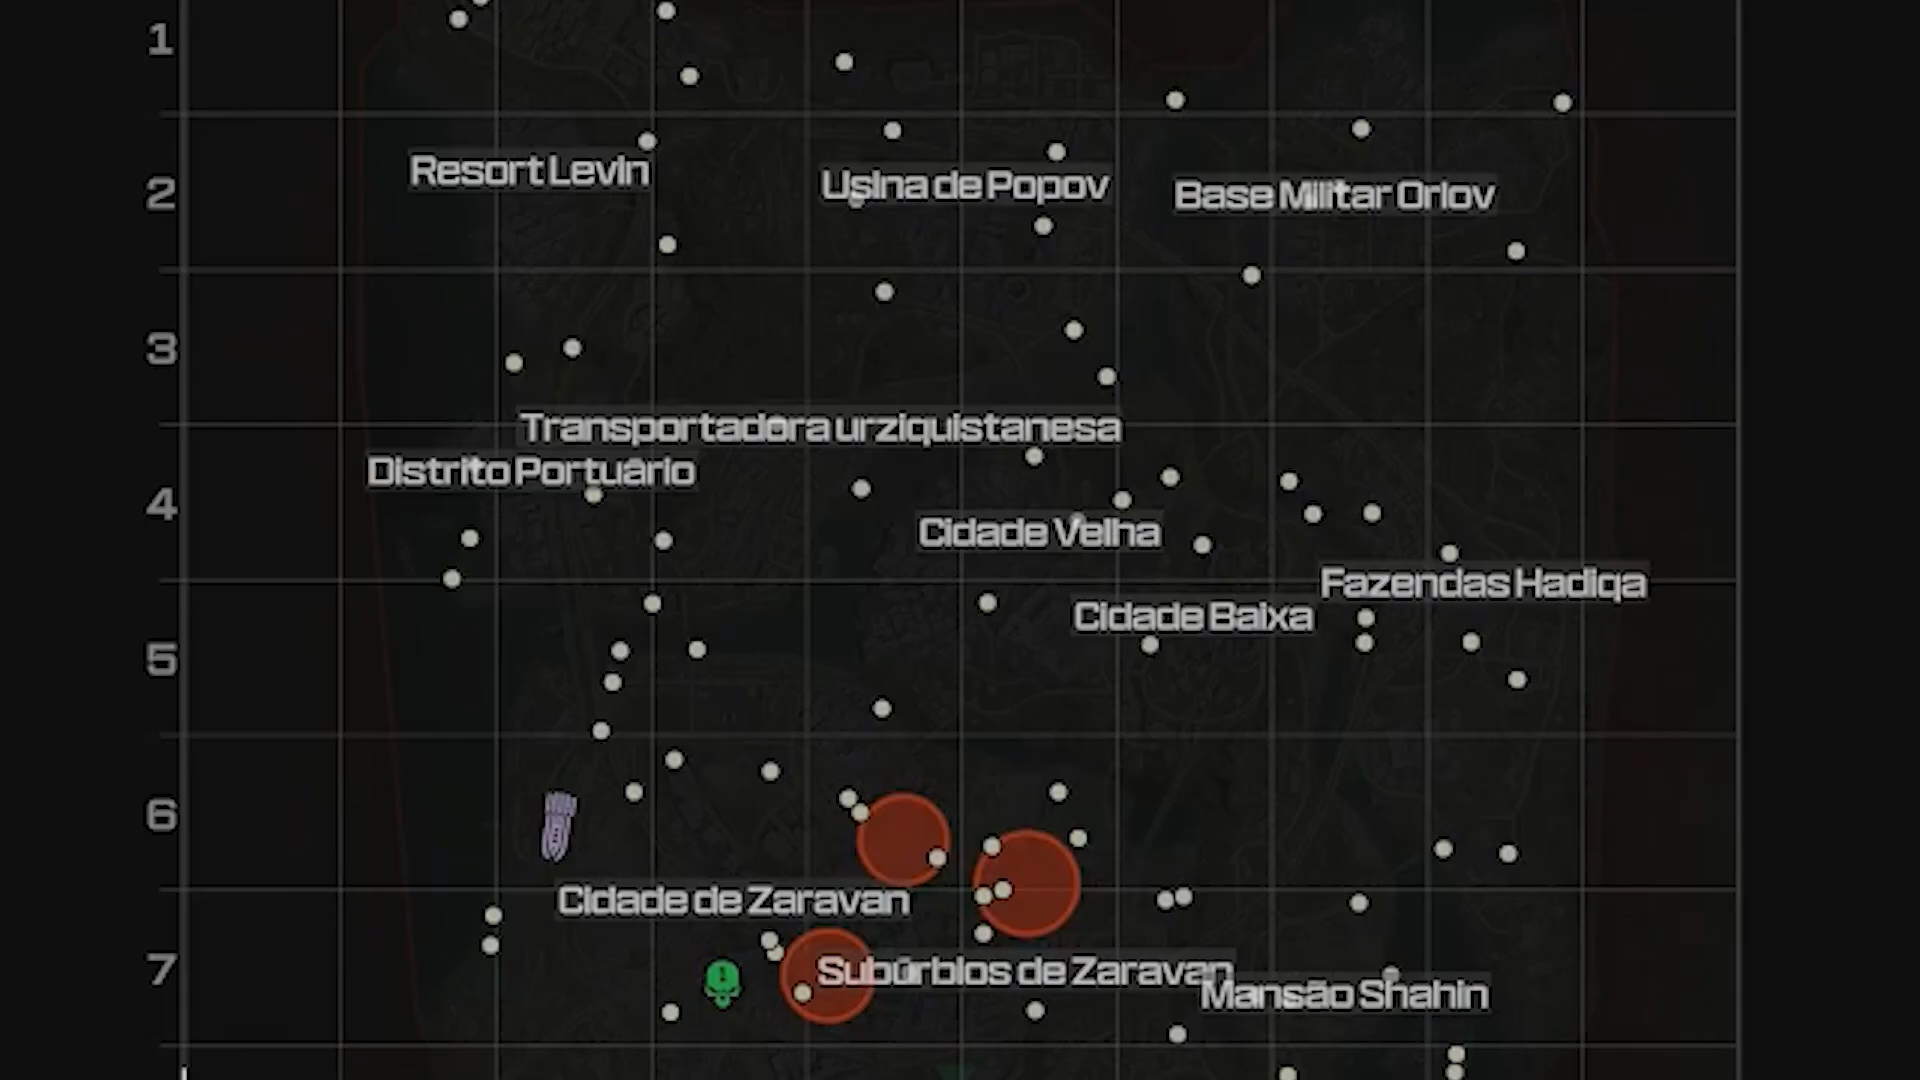 1
Resort Levin
Usina de Popov
Base Militar Orlov
2
3
Transportadora urziquistanesa
Distrito Portuário
4
Cidade Velha
Fazendas Hadiqa
Cidade Baixa
5
6
Cidade de Zaravan
7
Subúrbios de Zaravan
Mansão Shahin